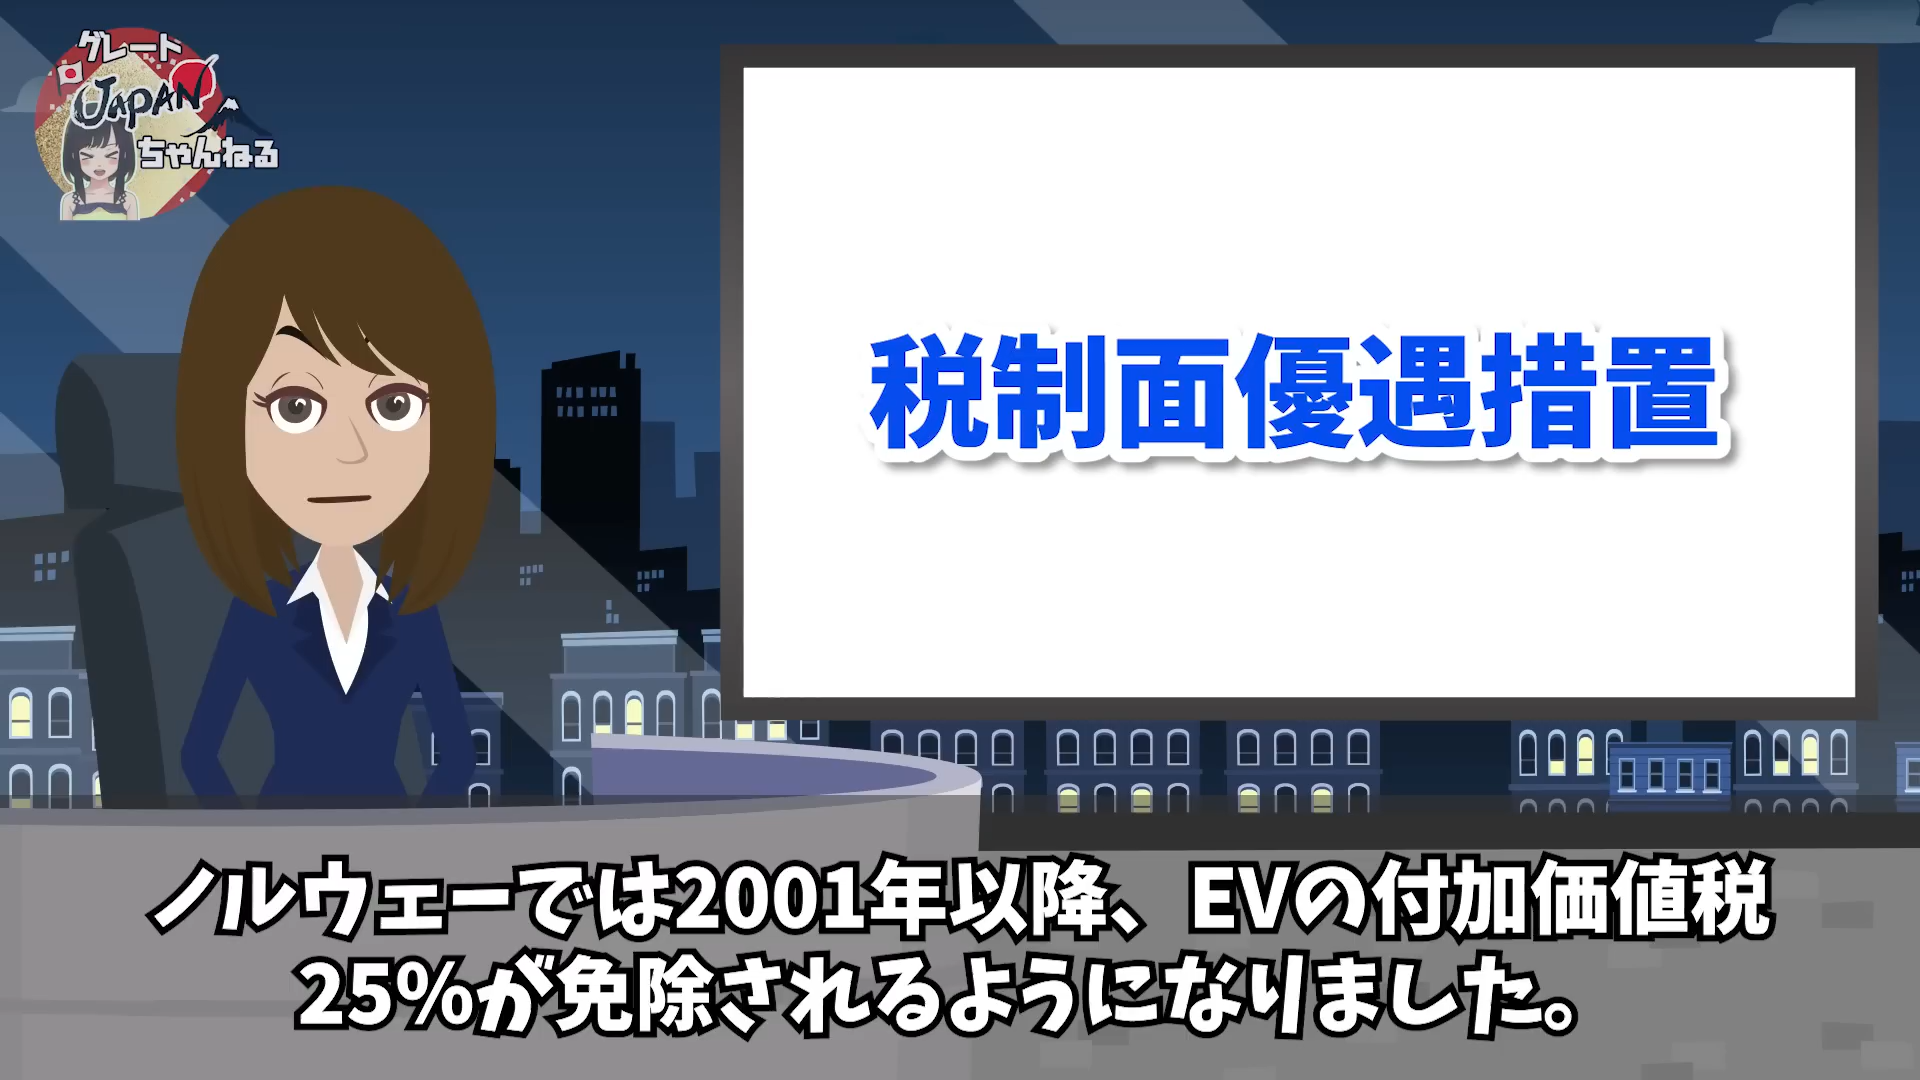 グレート
JAPAN
ちゃんねる
税制面優遇措置
ノルウェーでは2001年以降、EVの付加価値税
25%が免除されるようになりました。